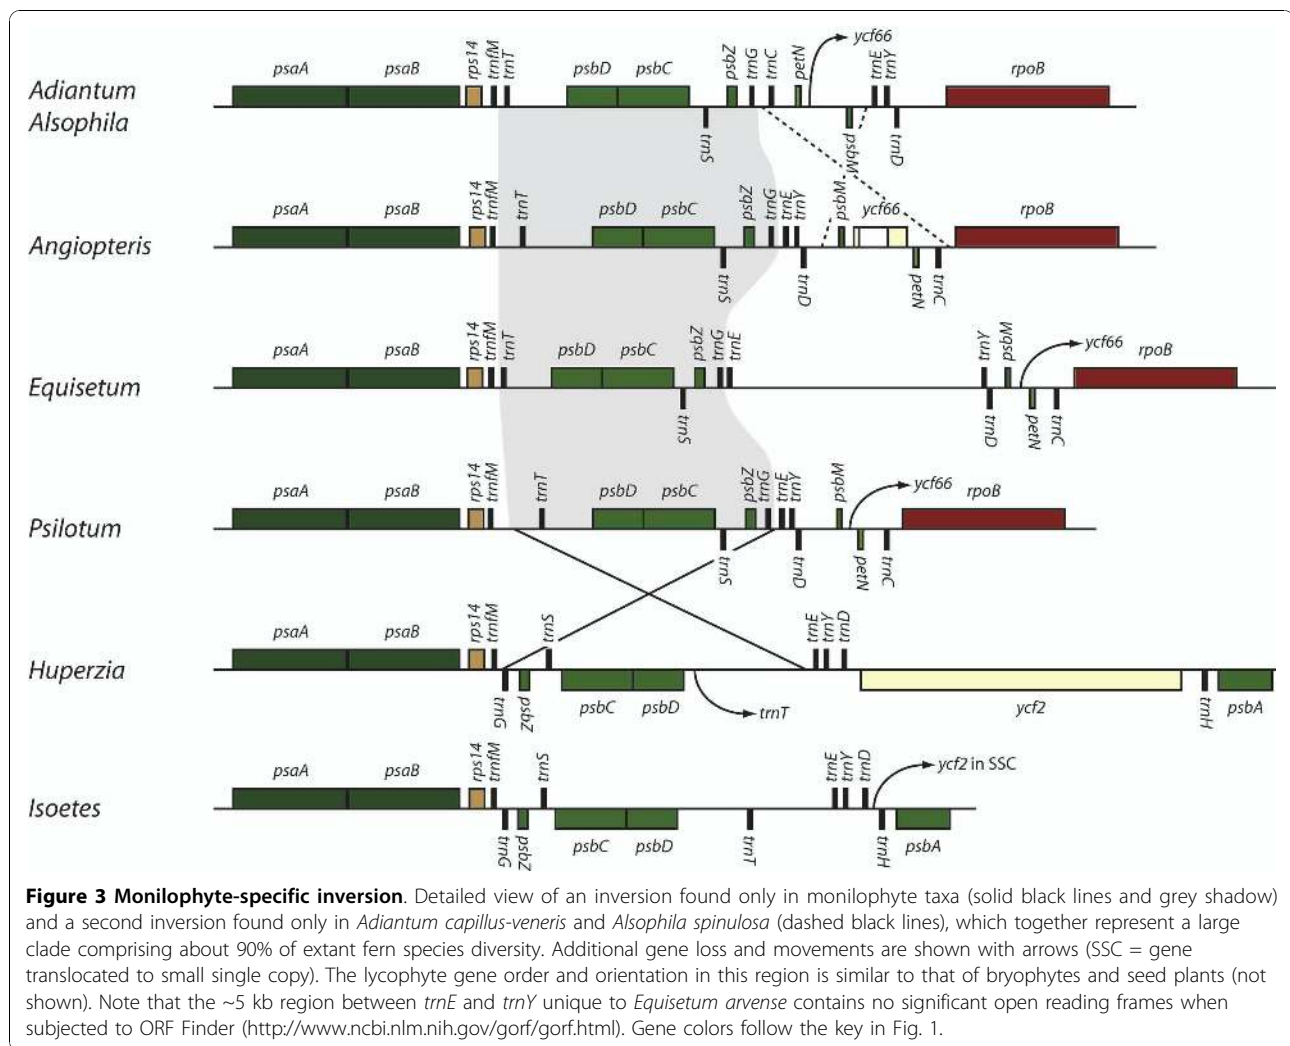 ycf66
rps14 trnfM trnT psbZ trnG trnC petN trnE trnY
psaA psaB psbD psbC rpoB
Adiantum
Alsophila
trnS psbM trnD
rps14 trnfM trnT psbZ trnG trnE trnY psbM
psaA psaB psbD psbC ycf66 rpoB
Angiopteris
trnS trnD petN trnC
rps14 trnfM trnT psbZ trnG trnE trnY psbM ycf66
psaA psaB psbD psbC rpoB
Equisetum
trnS trnD petN trnC
rps14 trnfM trnT psbZ trnG trnE trnY psbM ycf66
psaA psaB psbD psbC rpoB
Psilotum
trnS trnD petN trnC
rps14 trnfM trnS trnE trnY trnD
psaA psaB
Huperzia
trnG psbZ psbC psbD trnT ycf2 trnH psbA
rps14 trnfM trnS trnE trnY trnD ycf2 in SSC
psaA psaB
Isoetes
trnG psbZ psbC psbD trnT trnH psbA
Figure 3 Monilophyte-specific inversion. Detailed view of an inversion found only in monilophyte taxa (solid black lines and grey shadow)
and a second inversion found only in Adiantum capillus-veneris and Alsophila spinulosa (dashed black lines), which together represent a large
clade comprising about 90% of extant fern species diversity. Additional gene loss and movements are shown with arrows (SSC = gene
translocated to small single copy). The lycophyte gene order and orientation in this region is similar to that of bryophytes and seed plants (not
shown). Note that the ~5 kb region between trnE and trnY unique to Equisetum arvense contains no significant open reading frames when
subjected to ORF Finder (http://www.ncbi.nlm.nih.gov/gorf/gorf.html). Gene colors follow the key in Fig. 1.